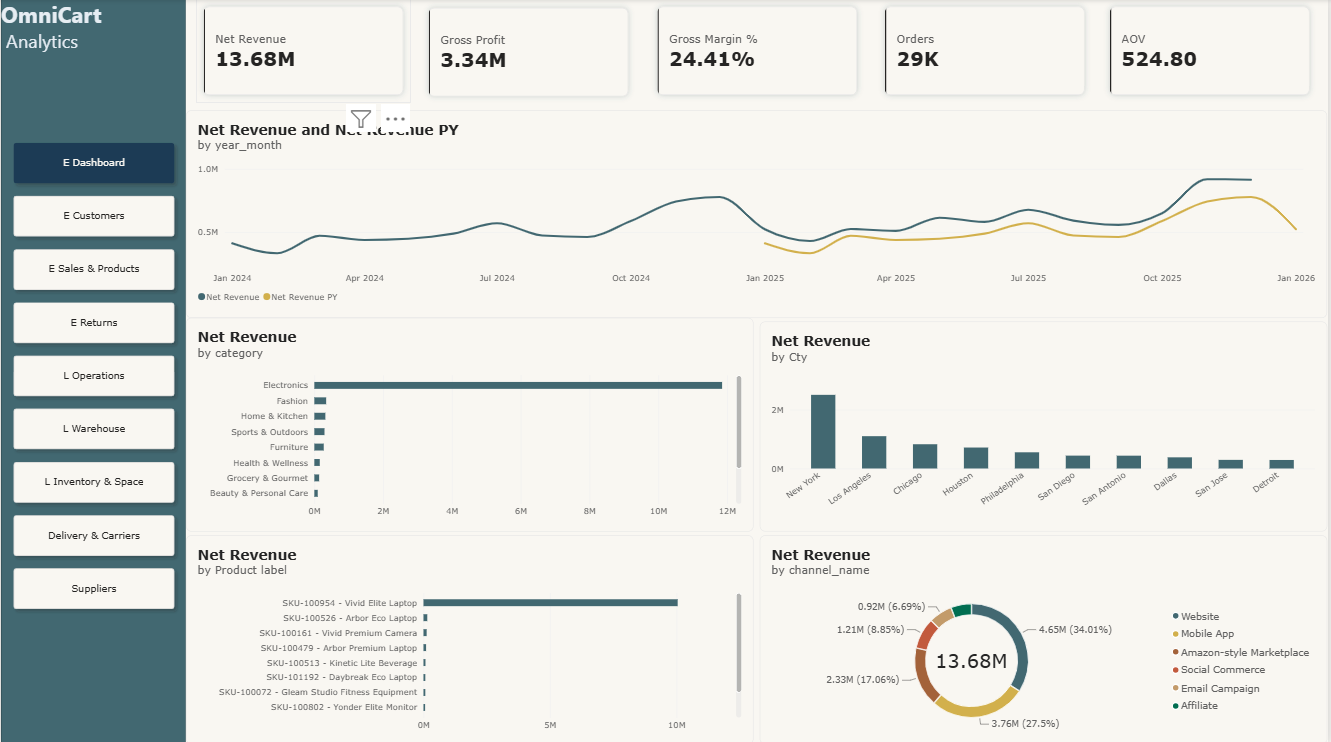 OmniCart
Analytics
E Dashboard
E Customers
E Sales & Products
E Returns
L Operations
L Warehouse
L Inventory & Space
Delivery & Carriers
Suppliers
Net Revenue
13.68M
Gross Profit
3.34M
Gross Margin %
24.41%
Orders
29K
AOV
524.80
Net Revenue and Net Revenue PY
by year_month
1.0M
0.5M
Jan 2024 Apr 2024 Jul 2024 Oct 2024 Jan 2025 Apr 2025 Jul 2025 Oct 2025 Jan 2026
Net Revenue Net Revenue PY
Net Revenue
by category
Electronics
Fashion
Home & Kitchen
Sports & Outdoors
Furniture
Health & Wellness
Grocery & Gourmet
Beauty & Personal Care
0M 2M 4M 6M 8M 10M 12M
Net Revenue
by Cty
2M
0M
New York Los Angeles Chicago Houston Philadelphia San Diego San Antonio Dallas San Jose Detroit
Net Revenue
by Product label
SKU-100954 - Vivid Elite Laptop
SKU-100526 - Arbor Eco Laptop
SKU-100161 - Vivid Premium Camera
SKU-100479 - Arbor Premium Laptop
SKU-100513 - Kinetic Lite Beverage
SKU-101192 - Daybreak Eco Laptop
SKU-100072 - Gleam Studio Fitness Equipment
SKU-100802 - Yonder Elite Monitor
0M 5M 10M
Net Revenue
by channel_name
0.92M (6.69%)
1.21M (8.85%)
2.33M (17.06%)
4.65M (34.01%)
3.76M (27.5%)
13.68M
Website
Mobile App
Amazon-style Marketplace
Social Commerce
Email Campaign
Affiliate